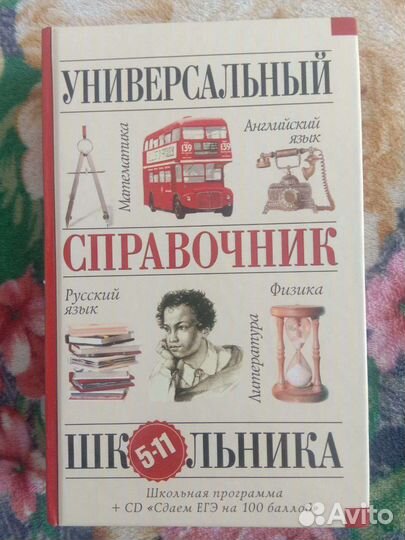 УНИВЕРСАЛЬНЫЙ
Математика
139
139
Английский
язык
СПРАВОЧНИК
Русский
язык
Литература
Физика
ШК ЛЬНИКА
5-11
Школьная программа
+ CD «Сдаем ЕГЭ на 100 баллов»
Avito